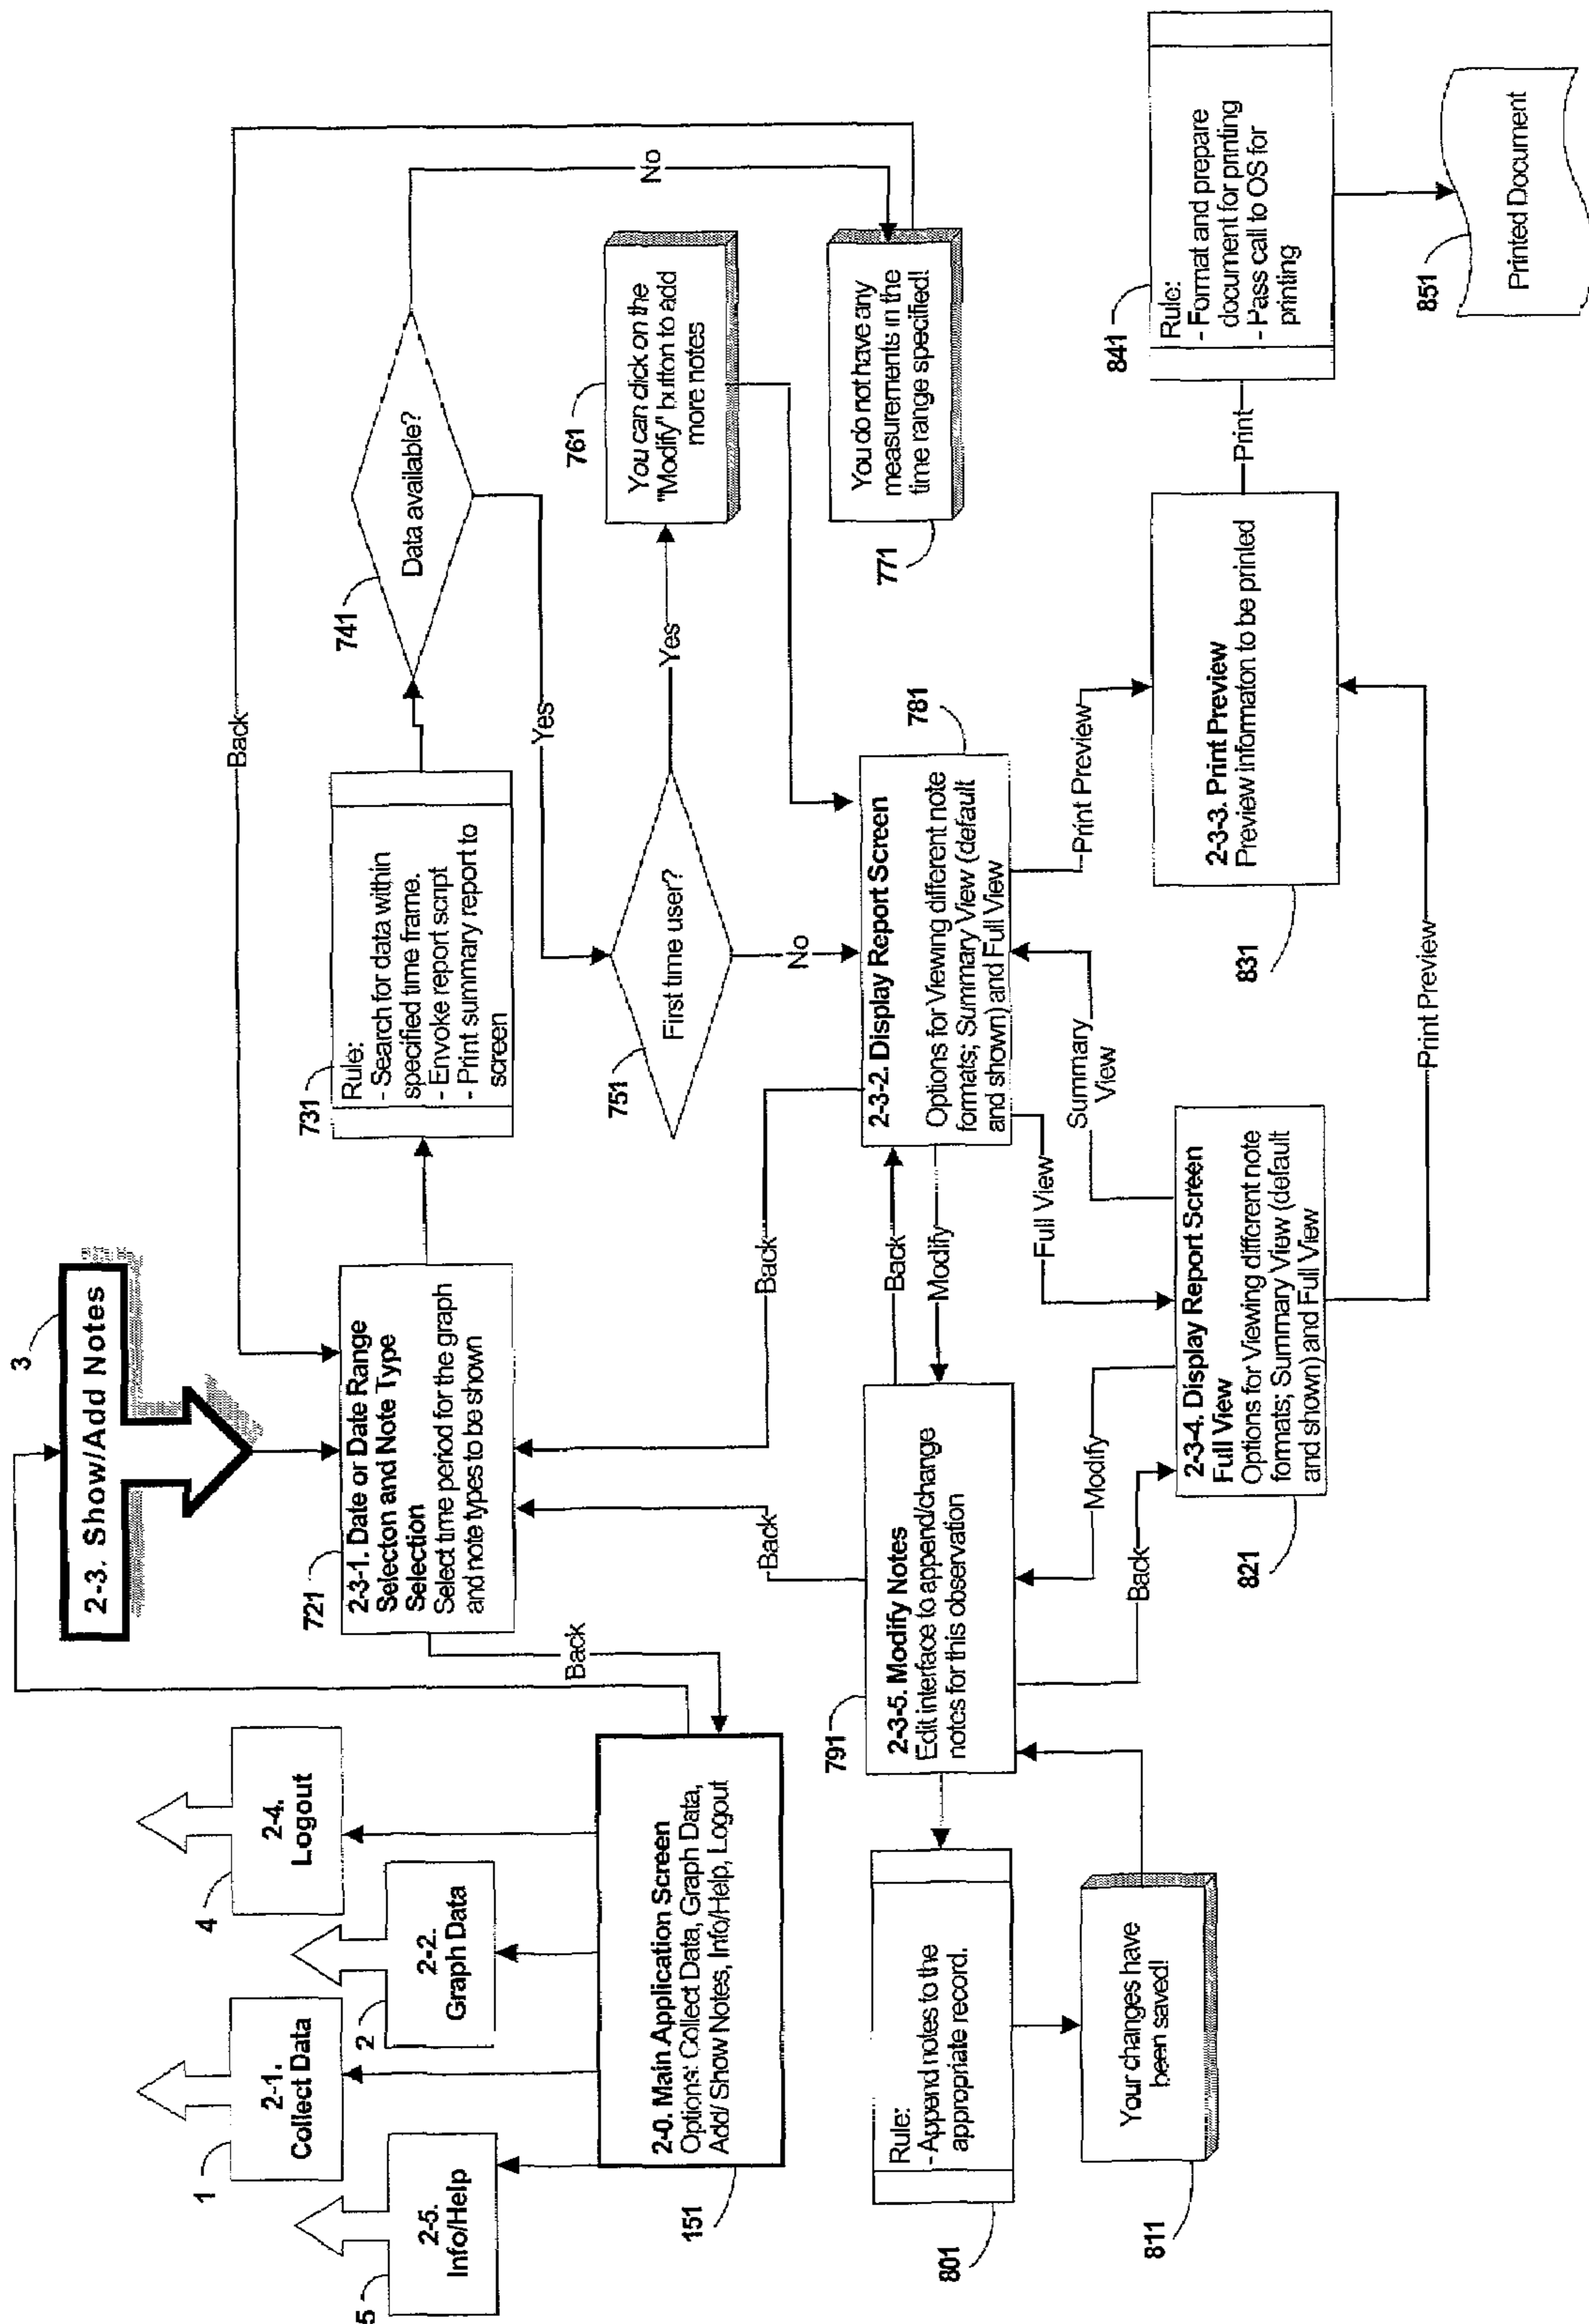 3
2-3. Show/Add Notes
4
2-4.
Logout
1
2-1.
Collect Data
2
2-2.
Graph Data
5
2-5.
Info/Help
2-0. Main Application Screen
Options: Collect Data, Graph Data,
Add/ Show Notes, Info/Help, Logout
151
Back
721
2-3-1. Date or Date Range
Selecton and Note Type
Selection
Select time period for the graph
and note types to be shown
Back
731
Rule:
- Search for data within
specified time frame.
- Envoke report script
- Print summary report to
screen
741
Data available?
No
Yes
751
First time user?
Yes
No
761
You can click on the
"Modify" button to add
more notes
771
You do not have any
measurements in the
time range specified!
781
2-3-2. Display Report Screen
Options for Viewing different note
formats; Summary View (default
and shown) and Full View
Back
Back
Back
Modify
Full View
Summary
View
Print Preview
791
2-3-5. Modify Notes
Edit interface to append/change
notes for this observation
Modify
Back
801
Rule:
- Append notes to the
appropriate record.
811
Your changes have
been saved!
821
2-3-4. Display Report Screen
Full View
Options for Viewing different note
formats; Summary View (default
and shown) and Full View
Print Preview
831
2-3-3. Print Preview
Preview informaton to be printed
Print
841
Rule:
- Format and prepare
document for printing
- Pass call to OS for
printing
851
Printed Document